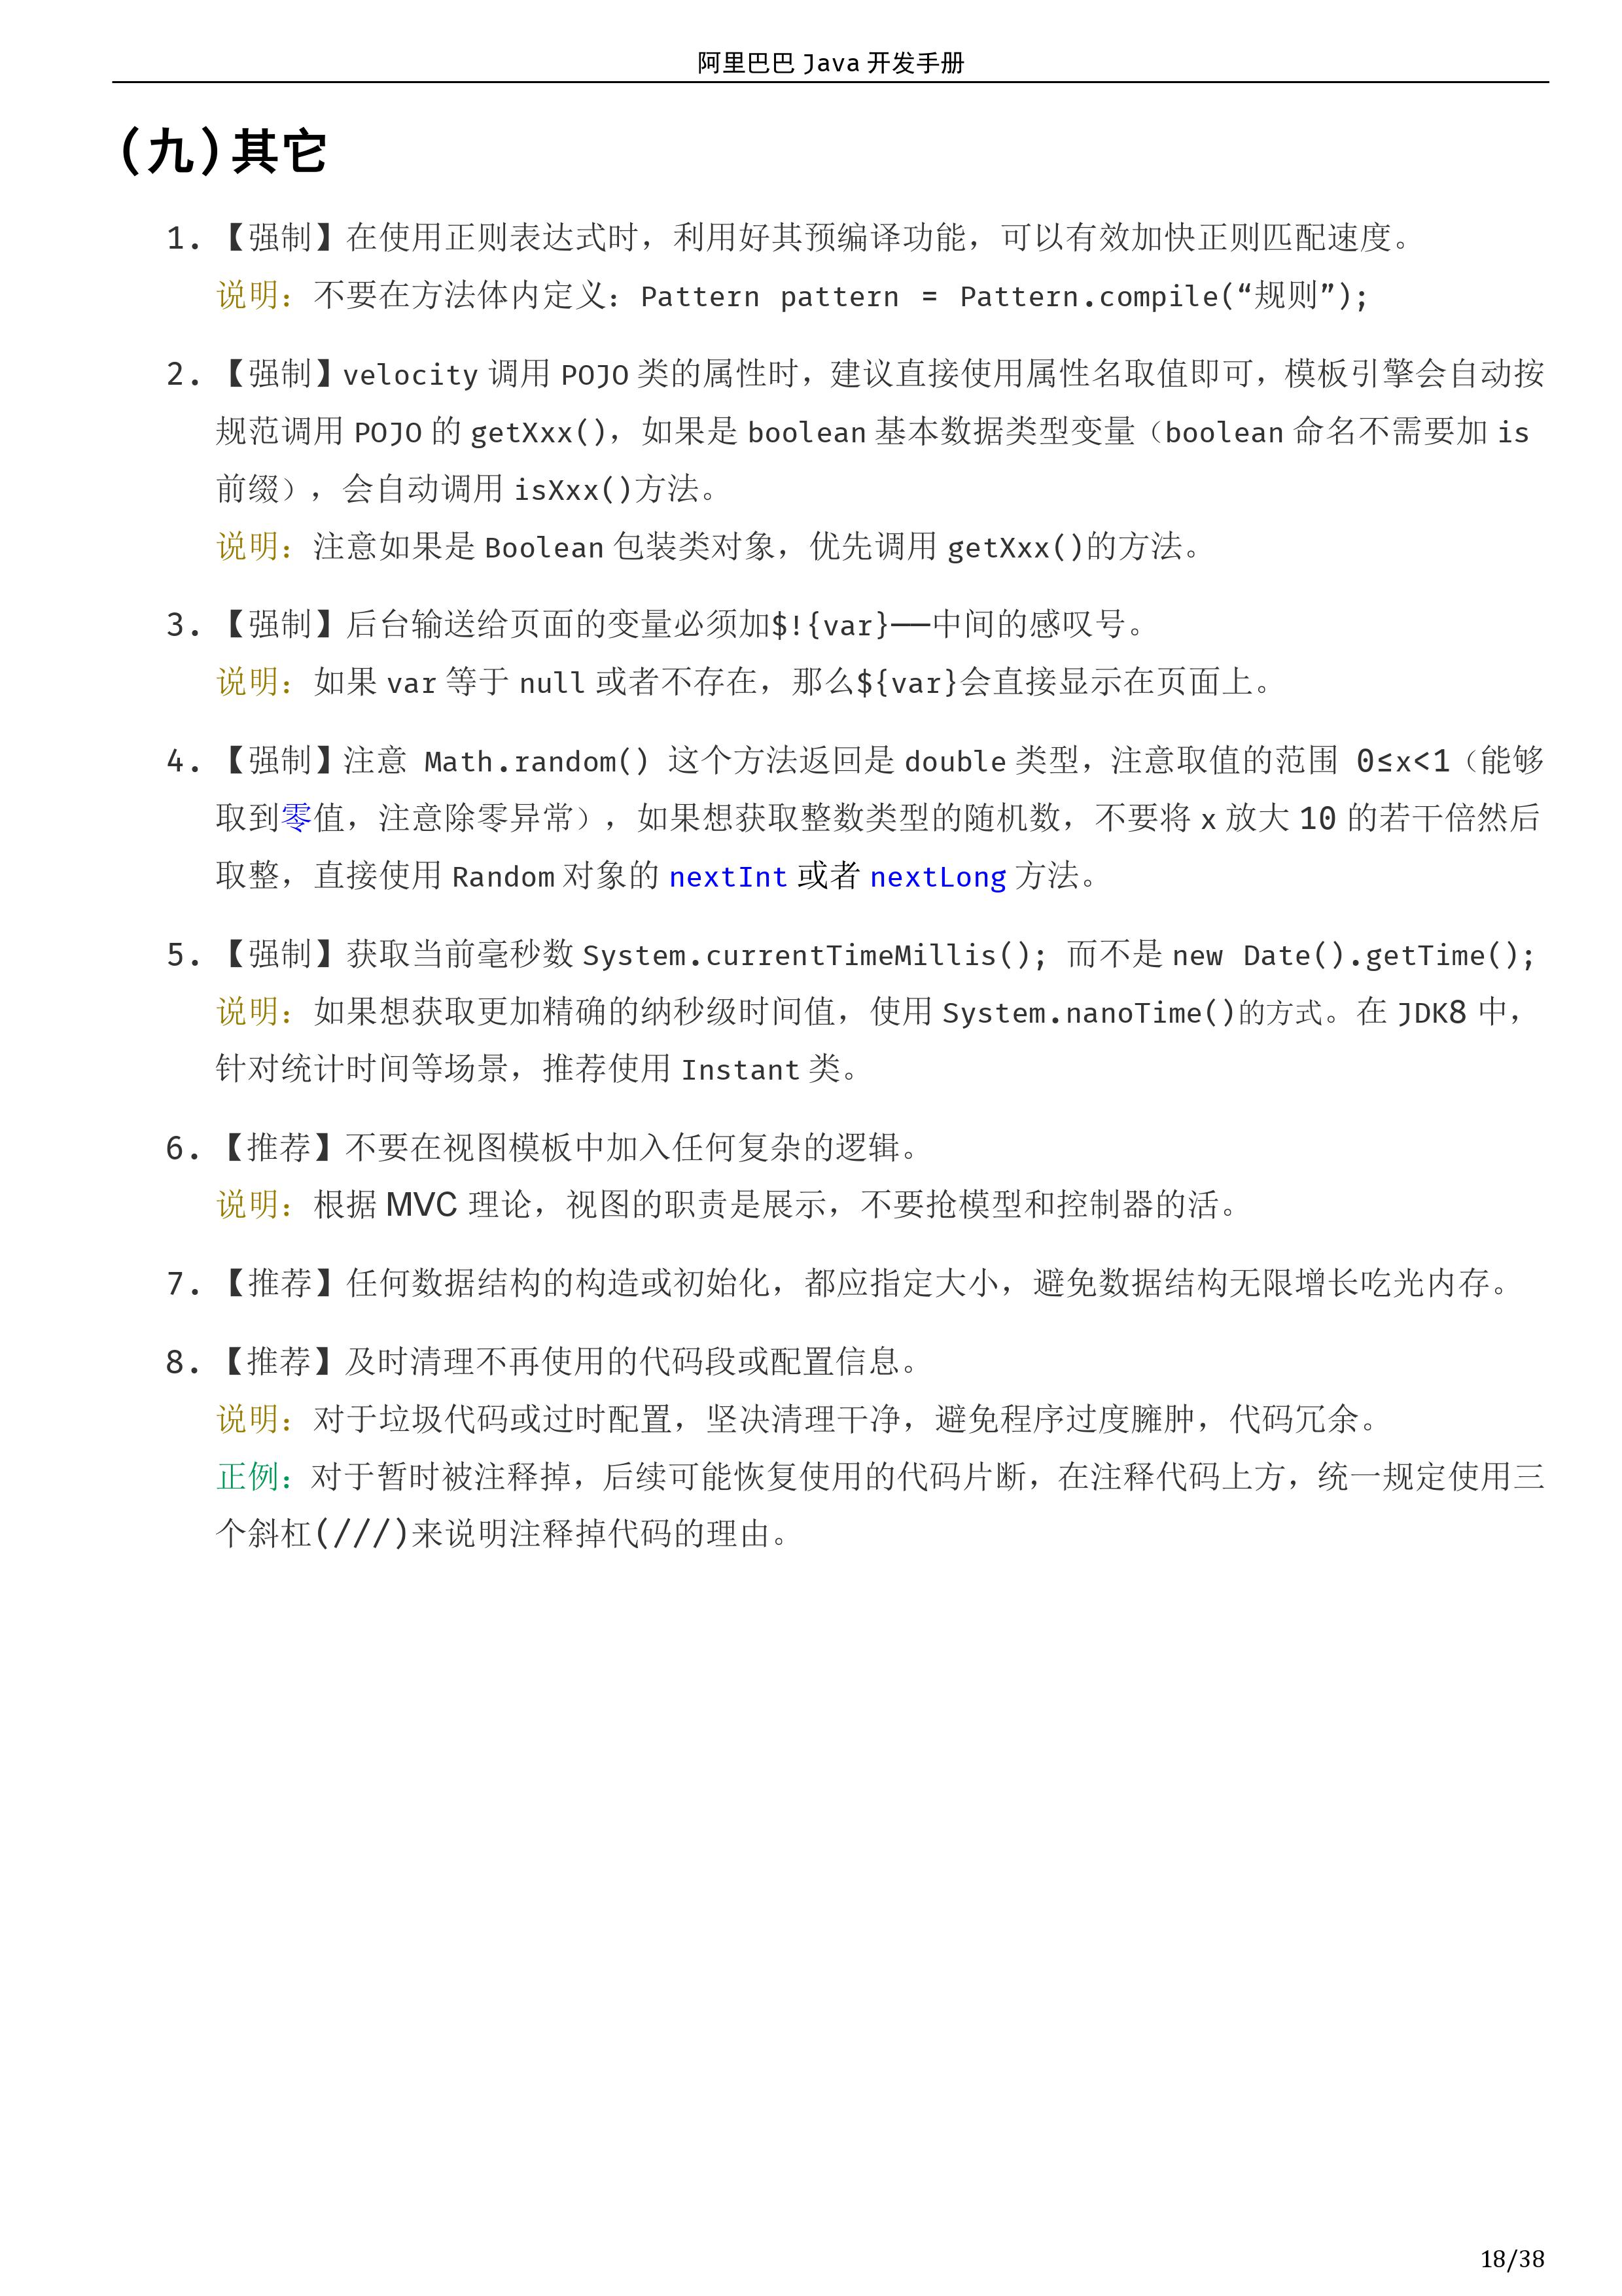 阿里巴巴 Java 开发手册
(九)其它
1. 【强制】在使用正则表达式时，利用好其预编译功能，可以有效加快正则匹配速度。
说明：不要在方法体内定义：Pattern pattern = Pattern.compile(“规则”);
2. 【强制】velocity 调用 POJO 类的属性时，建议直接使用属性名取值即可，模板引擎会自动按
规范调用 POJO 的 getXxx()，如果是 boolean 基本数据类型变量（boolean 命名不需要加 is
前缀），会自动调用 isXxx()方法。
说明：注意如果是 Boolean 包装类对象，优先调用 getXxx()的方法。
3. 【强制】后台输送给页面的变量必须加$!{var}——中间的感叹号。
说明：如果 var 等于 null 或者不存在，那么${var}会直接显示在页面上。
4. 【强制】注意 Math.random() 这个方法返回是 double 类型，注意取值的范围 0≤x<1（能够
取到零值，注意除零异常），如果想获取整数类型的随机数，不要将 x 放大 10 的若干倍然后
取整，直接使用 Random 对象的 nextInt 或者 nextLong 方法。
5. 【强制】获取当前毫秒数 System.currentTimeMillis(); 而不是 new Date().getTime();
说明：如果想获取更加精确的纳秒级时间值，使用 System.nanoTime()的方式。在 JDK8 中，
针对统计时间等场景，推荐使用 Instant 类。
6. 【推荐】不要在视图模板中加入任何复杂的逻辑。
说明：根据 MVC 理论，视图的职责是展示，不要抢模型和控制器的活。
7. 【推荐】任何数据结构的构造或初始化，都应指定大小，避免数据结构无限增长吃光内存。
8. 【推荐】及时清理不再使用的代码段或配置信息。
说明：对于垃圾代码或过时配置，坚决清理干净，避免程序过度臃肿，代码冗余。
正例：对于暂时被注释掉，后续可能恢复使用的代码片断，在注释代码上方，统一规定使用三
个斜杠(///)来说明注释掉代码的理由。
18/38